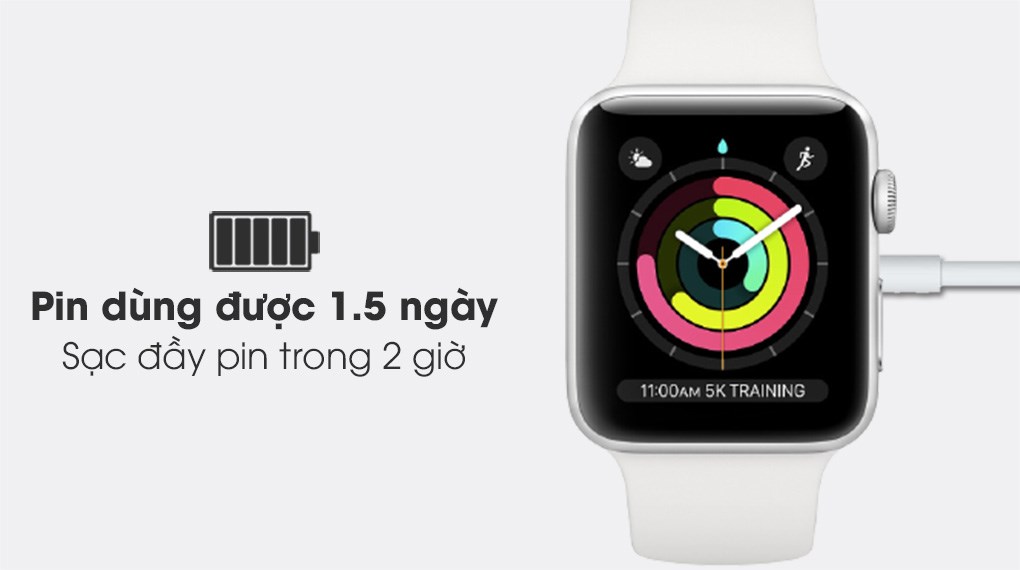 Pin dùng được 1.5 ngày
Sạc đầy pin trong 2 giờ
11:00AM 5K TRAINING